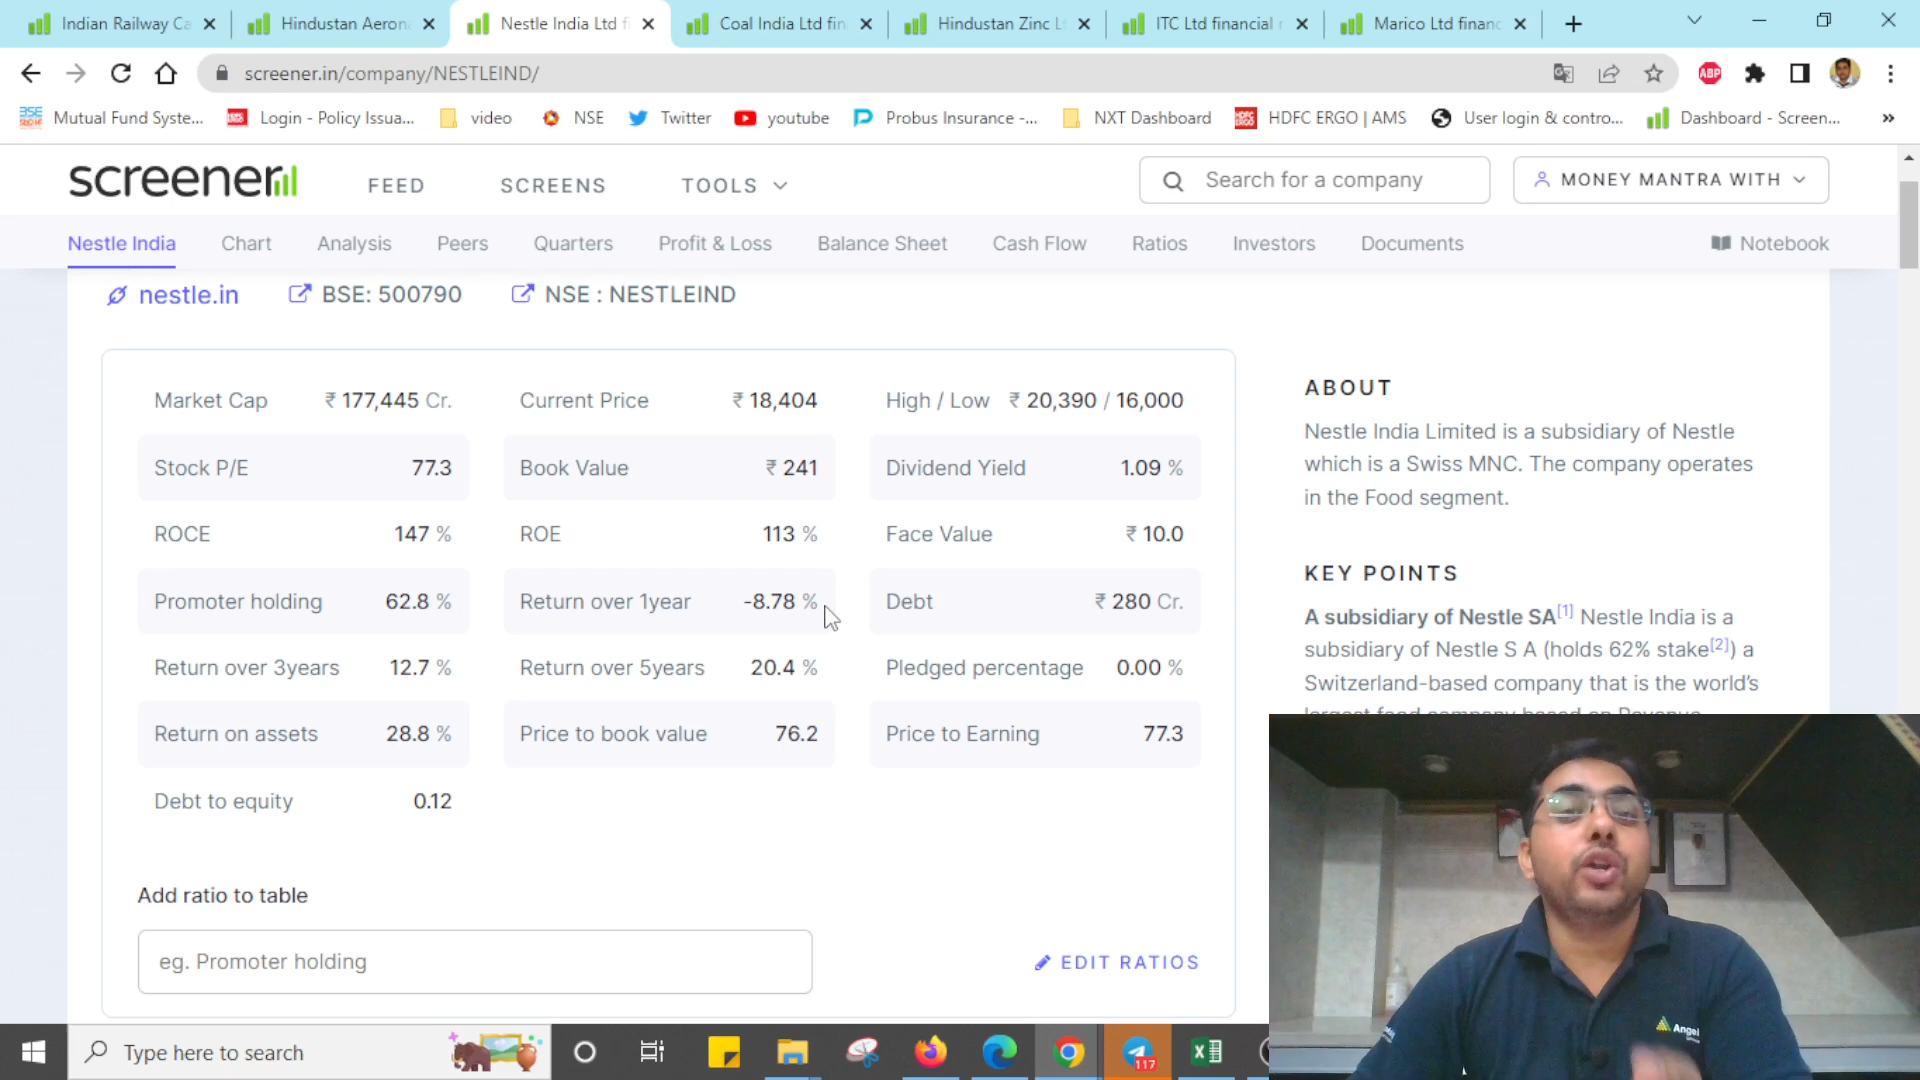 Indian Railway Ca
Hindustan Aeron
Nestle India Ltd fi
Coal India Ltd fin
Hindustan Zinc L
ITC Ltd financial r
Marico Ltd financ
screener.in/company/NESTLEIND/
ABP
Mutual Fund Syste...
Login - Policy Issua...
video
NSE
Twitter
youtube
Probus Insurance -...
NXT Dashboard
HDFC ERGO | AMS
User login & contro...
Dashboard - Screen...
»
screener
FEED
SCREENS
TOOLS
Search for a company
MONEY MANTRA WITH
Nestle India
Chart
Analysis
Peers
Quarters
Profit & Loss
Balance Sheet
Cash Flow
Ratios
Investors
Documents
Notebook
nestle.in
BSE: 500790
NSE : NESTLEIND
Market Cap ₹ 177,445 Cr.
Current Price ₹ 18,404
High / Low ₹ 20,390 / 16,000
Stock P/E 77.3
Book Value ₹ 241
Dividend Yield 1.09 %
ROCE 147 %
ROE 113 %
Face Value ₹ 10.0
Promoter holding 62.8 %
Return over 1year -8.78 %
Debt ₹ 280 Cr.
Return over 3years 12.7 %
Return over 5years 20.4 %
Pledged percentage 0.00 %
Return on assets 28.8 %
Price to book value 76.2
Price to Earning 77.3
Debt to equity 0.12
Add ratio to table
eg. Promoter holding
EDIT RATIOS
ABOUT
Nestle India Limited is a subsidiary of Nestle
which is a Swiss MNC. The company operates
in the Food segment.
KEY POINTS
A subsidiary of Nestle SA[1] Nestle India is a
subsidiary of Nestle S A (holds 62% stake[2]) a
Switzerland-based company that is the world's
largest food company based on Revenue
Type here to search
117
Angel